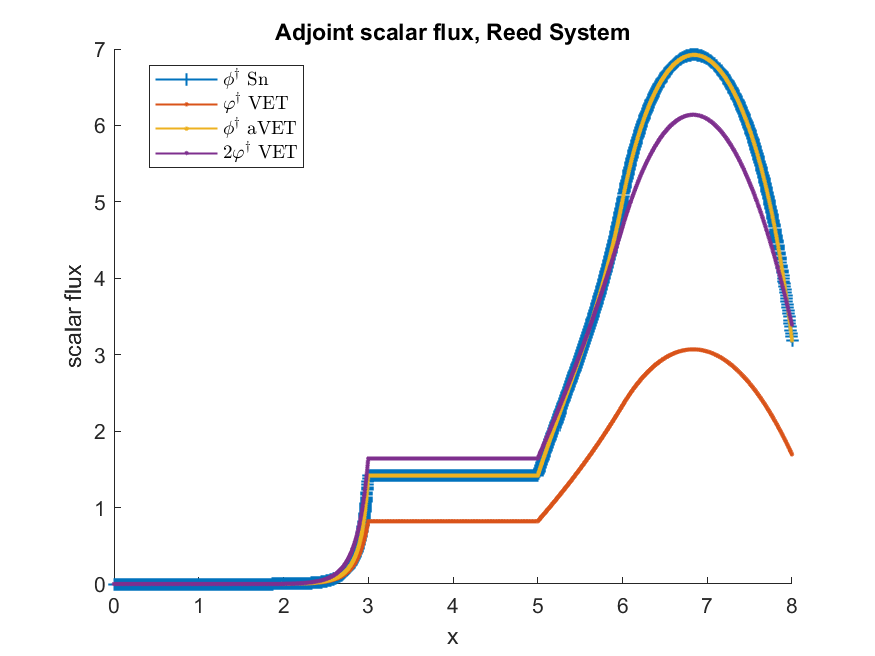 Adjoint scalar flux, Reed System
ϕ† Sn
φ† VET
ϕ† aVET
2φ† VET
scalar flux
7
6
5
4
3
2
1
0
0 1 2 3 4 5 6 7 8
x